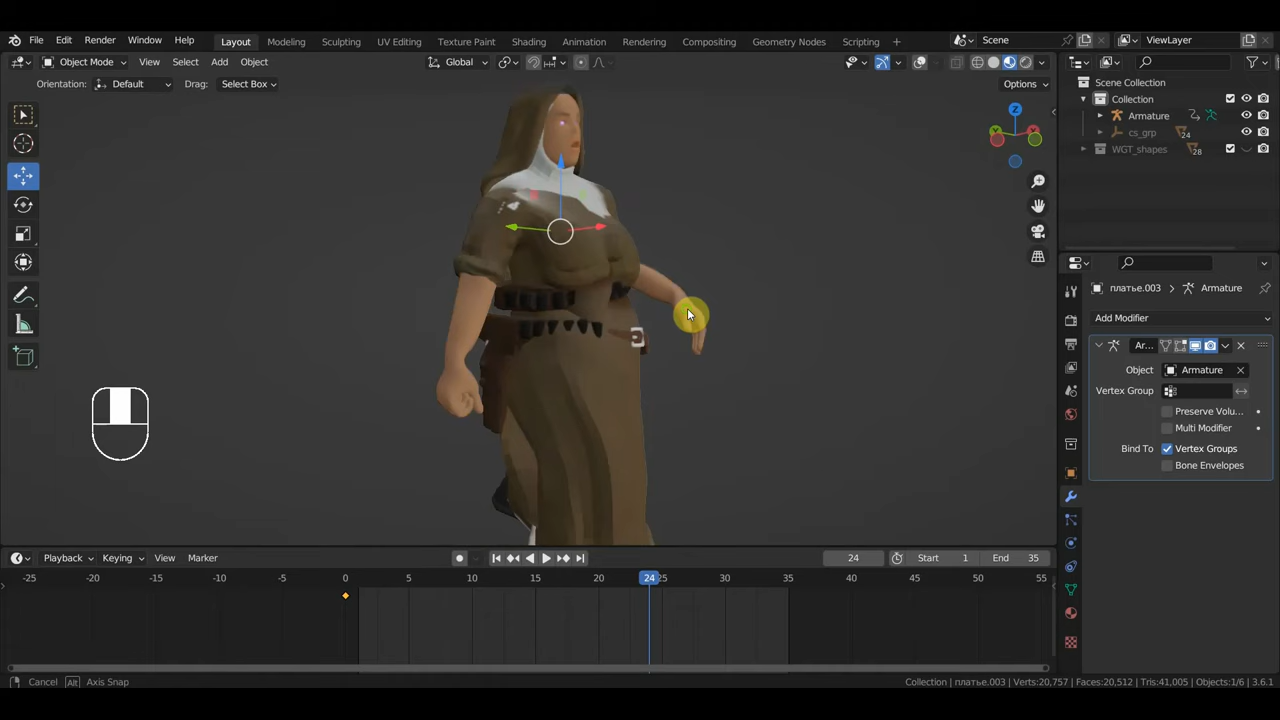 File Edit Render Window Help Layout Modeling Sculpting UV Editing Texture Paint Shading Animation Rendering Compositing Geometry Nodes Scripting + Scene ViewLayer
Object Mode View Select Add Object Global
Orientation: Default Drag: Select Box Options
Scene Collection
Collection
Armature
cs_grp 24
WGT_shapes 28
Z
платье.003 > Armature
Add Modifier
Ar...
Object Armature
Vertex Group
Preserve Volu...
Multi Modifier
Bind To Vertex Groups
Bone Envelopes
Playback Keying View Marker 24 Start 1 End 35
-25 -20 -15 -10 -5 0 5 10 15 20 24 25 30 35 40 45 50 55
Cancel Alt Axis Snap Collection | платье.003 | Verts:20,757 | Faces:20,512 | Tris:41,005 | Objects:1/6 | 3.6.1